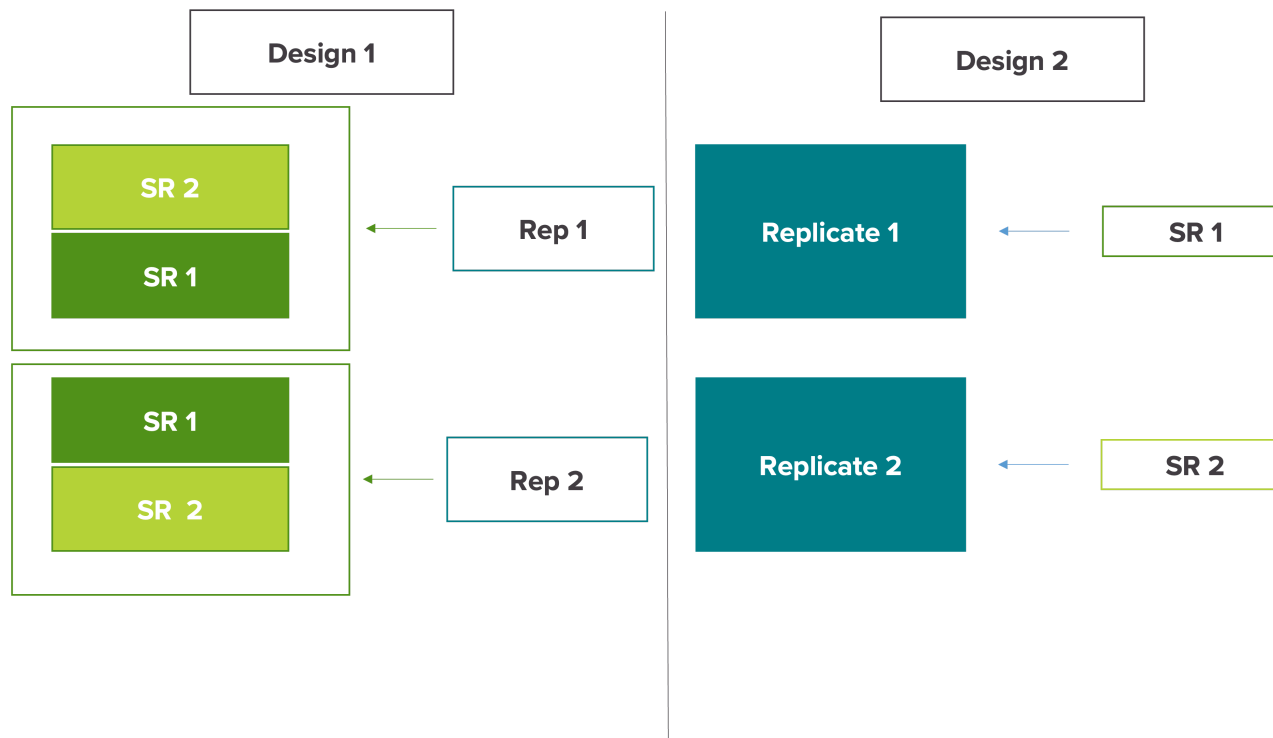 Design 1
SR 2
SR 1
Rep 1
SR 1
SR 2
Rep 2
Design 2
Replicate 1
SR 1
Replicate 2
SR 2